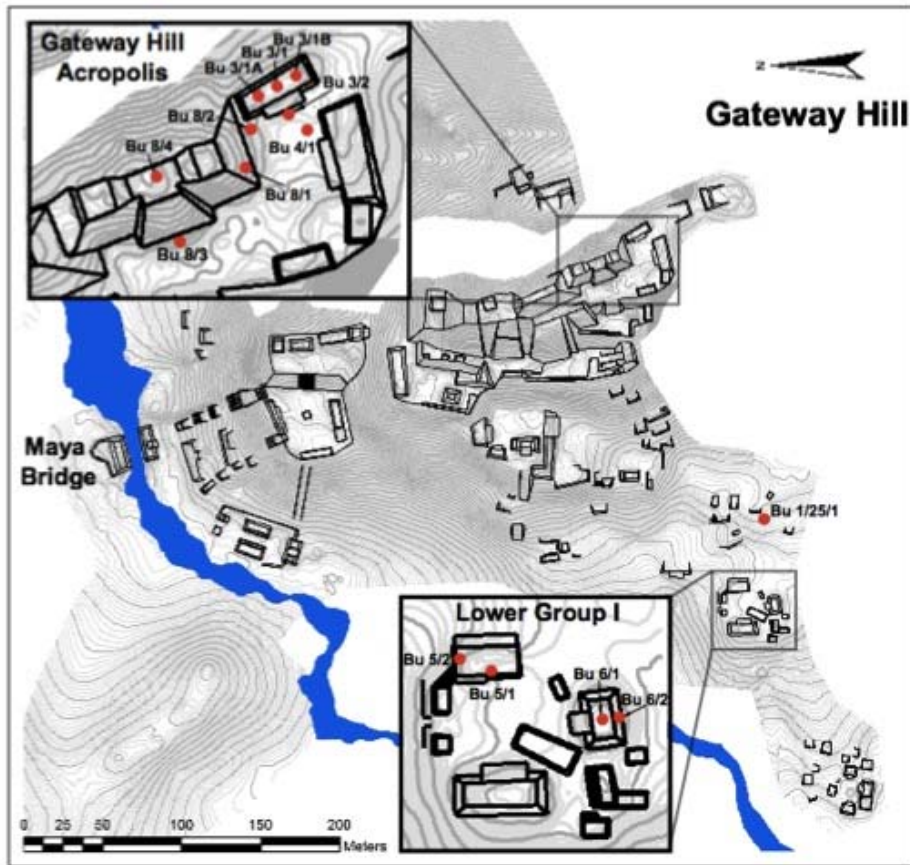 Gateway Hill
Acropolis
Bu 3/1B
Bu 3/1
Bu 3/1A
Bu 3/2
Bu 8/2
Bu 4/1
Bu 8/4
Bu 8/1
Bu 8/3
N
Gateway Hill
Maya
Bridge
Bu 1/25/1
Lower Group I
Bu 5/2
Bu 6/1
Bu 5/1
Bu 6/2
0 25 50 100 150 200
Meters